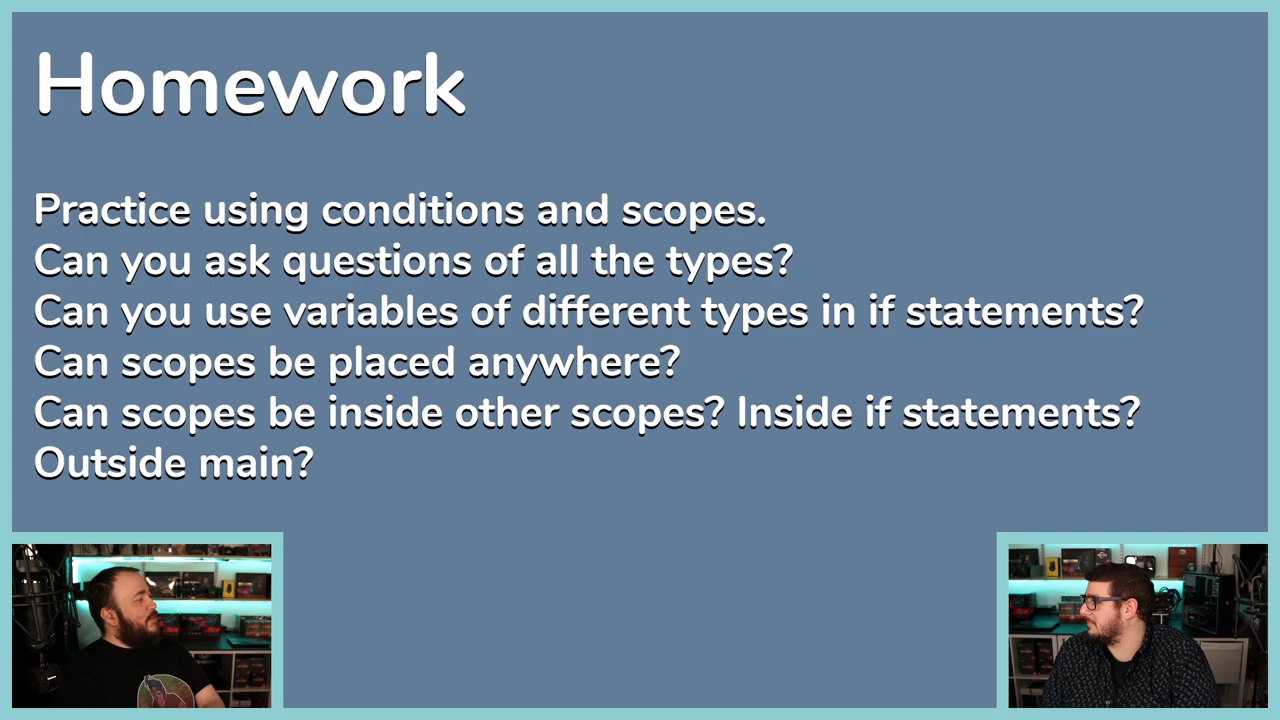 Homework
Practice using conditions and scopes.
Can you ask questions of all the types?
Can you use variables of different types in if statements?
Can scopes be placed anywhere?
Can scopes be inside other scopes? Inside if statements?
Outside main?